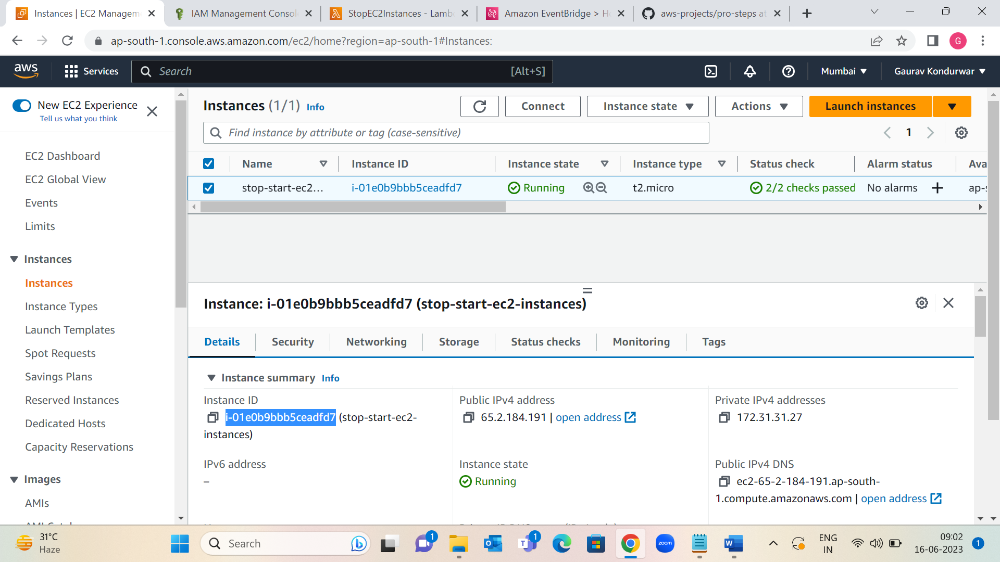 Instances | EC2 Managem
IAM Management Consol
StopEC2Instances - Lamb
Amazon EventBridge > H
aws-projects/pro-steps at
ap-south-1.console.aws.amazon.com/ec2/home?region=ap-south-1#Instances:
G
aws
Services
Search
[Alt+S]
Mumbai
Gaurav Kondurwar
New EC2 Experience
Tell us what you think
EC2 Dashboard
EC2 Global View
Events
Limits
Instances
Instances
Instance Types
Launch Templates
Spot Requests
Savings Plans
Reserved Instances
Dedicated Hosts
Capacity Reservations
Images
AMIs
Instances (1/1) Info
Connect
Instance state
Actions
Launch instances
Find instance by attribute or tag (case-sensitive)
1
Name Instance ID Instance state Instance type Status check Alarm status Ava
stop-start-ec2... i-01e0b9bbb5ceadfd7 Running t2.micro 2/2 checks passed No alarms + ap-s
Instance: i-01e0b9bbb5ceadfd7 (stop-start-ec2-instances)
Details Security Networking Storage Status checks Monitoring Tags
Instance summary Info
Instance ID
i-01e0b9bbb5ceadfd7 (stop-start-ec2-
instances)
Public IPv4 address
65.2.184.191 | open address
Private IPv4 addresses
172.31.31.27
IPv6 address
–
Instance state
Running
Public IPv4 DNS
ec2-65-2-184-191.ap-south-
1.compute.amazonaws.com | open address
31°C
Haze
Search
1
1
zoom
ENG
IN
09:02
16-06-2023
1